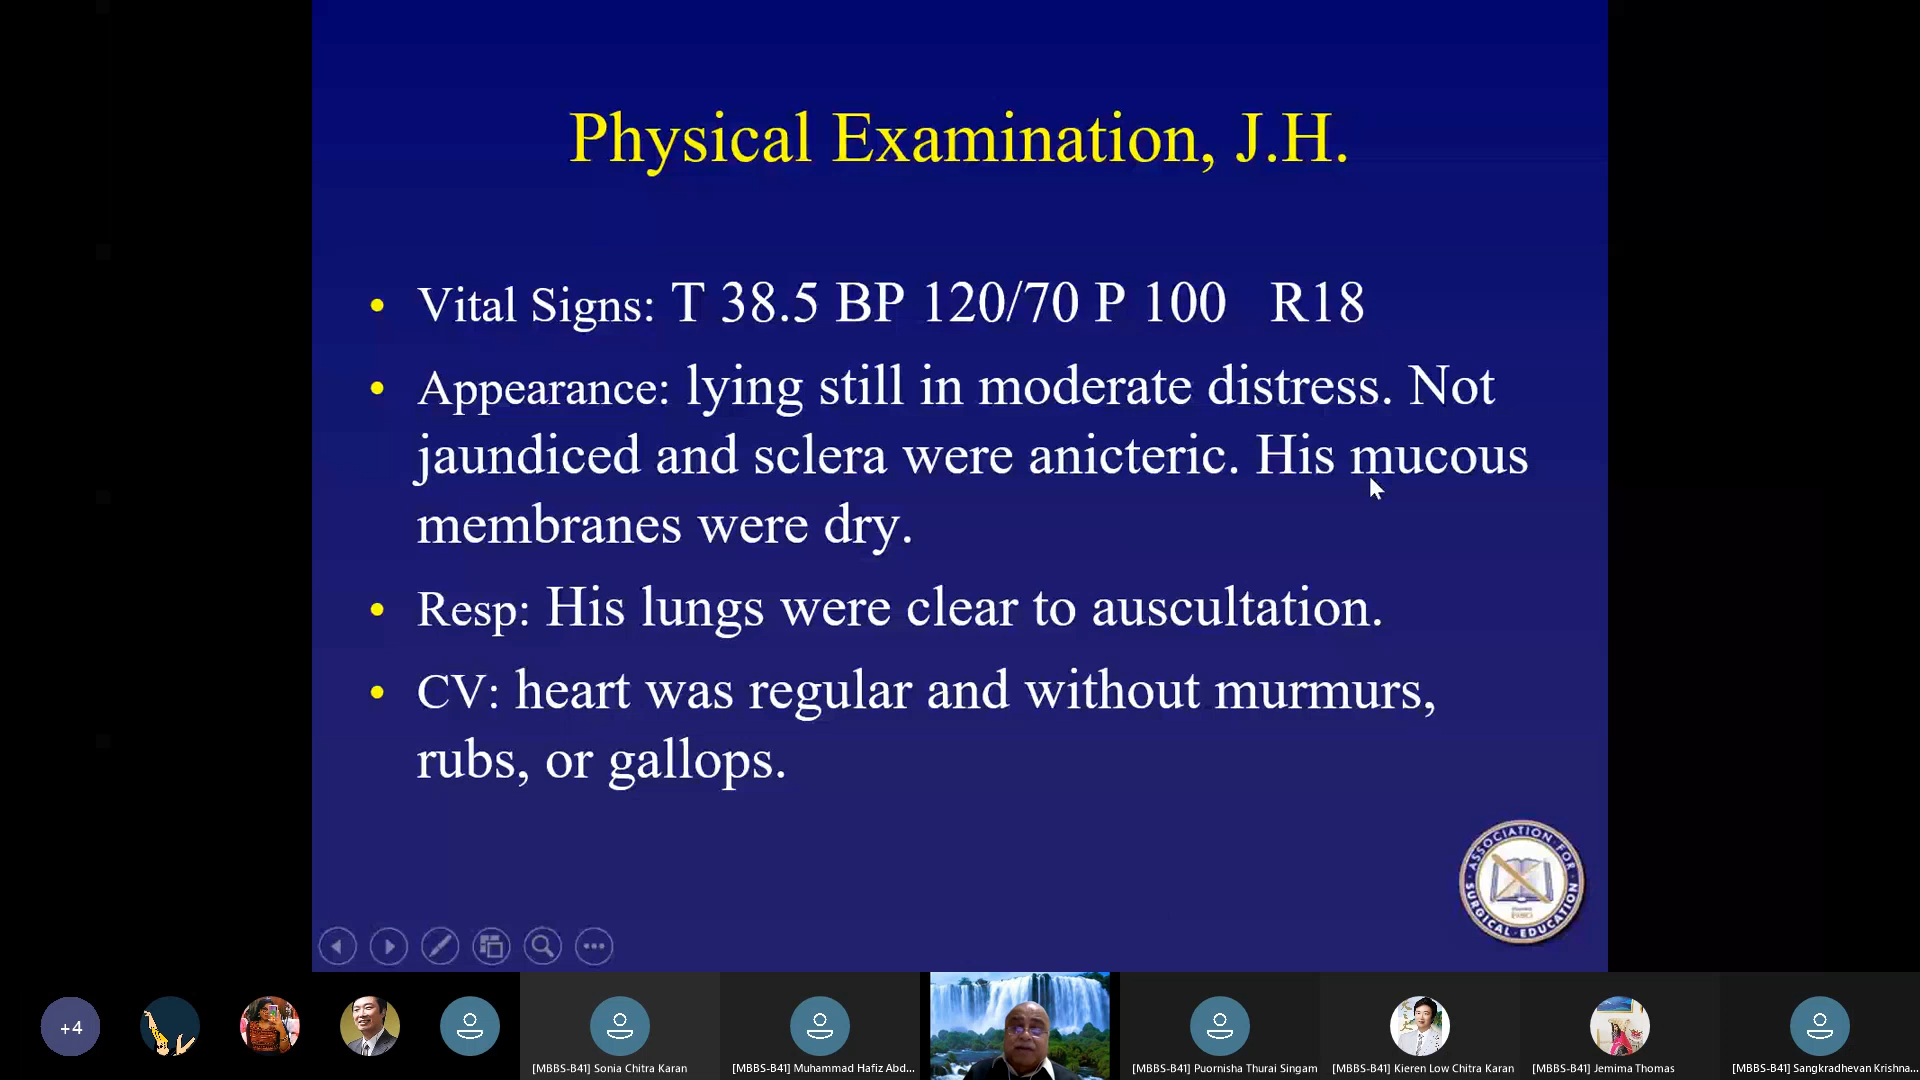 Physical Examination, J.H.
• Vital Signs: T 38.5 BP 120/70 P 100 R18
• Appearance: lying still in moderate distress. Not
jaundiced and sclera were anicteric. His mucous
membranes were dry.
• Resp: His lungs were clear to auscultation.
• CV: heart was regular and without murmurs,
rubs, or gallops.
ASSOCIATION FOR
SURGICAL EDUCATION
+4
[MBBS-B41] Sonia Chitra Karan
[MBBS-B41] Muhammad Hafiz Abd...
[MBBS-B41] Puornisha Thurai Singam
[MBBS-B41] Kieren Low Chitra Karan
[MBBS-B41] Jemima Thomas
[MBBS-B41] Sangkradhevan Krishna...